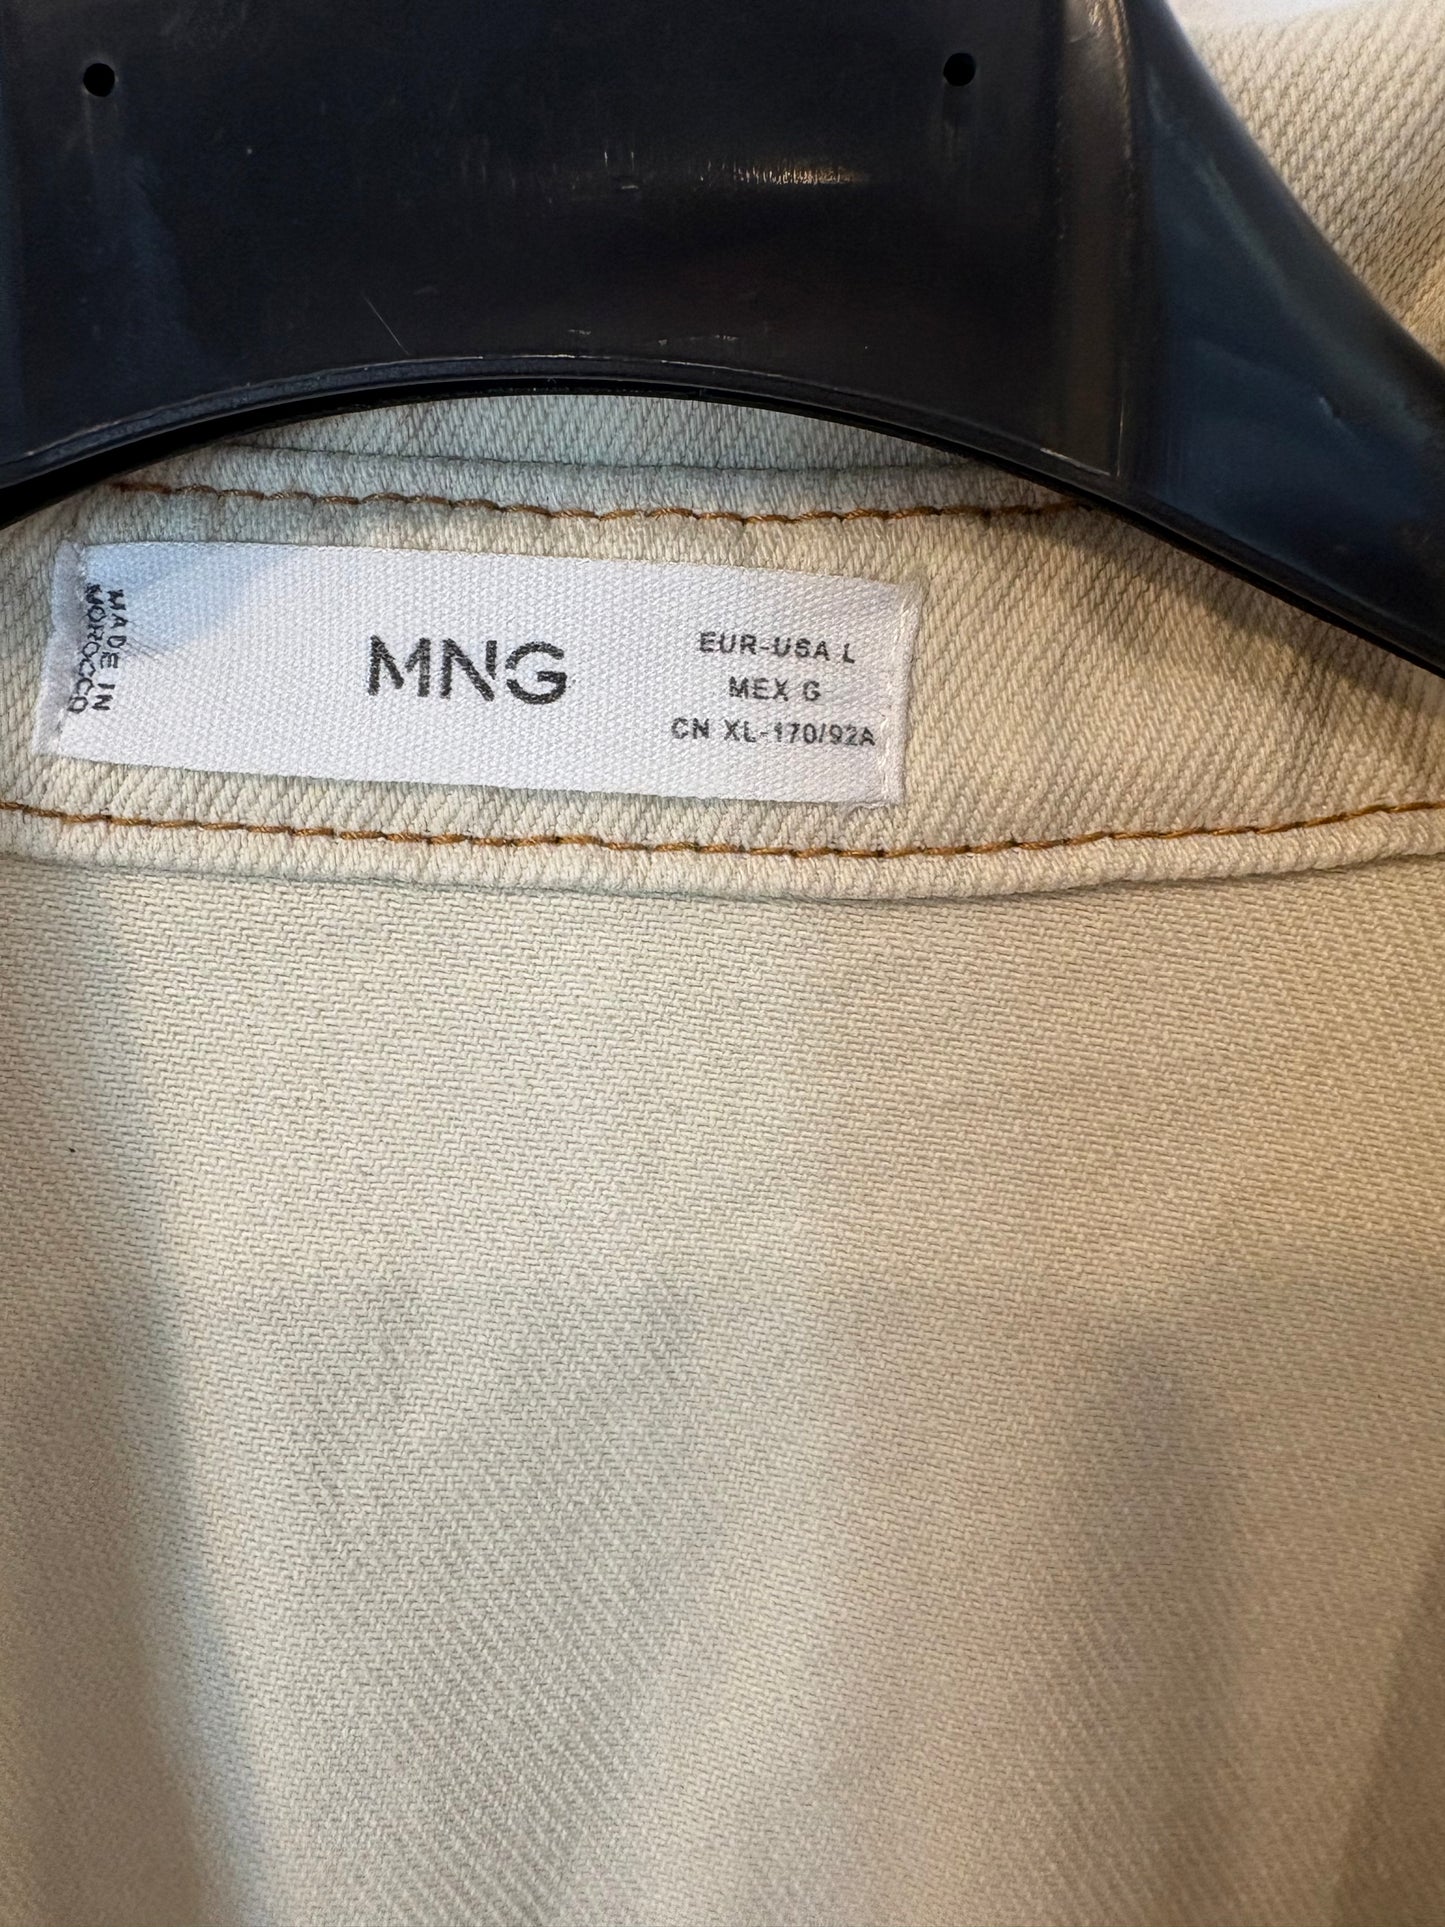 MADE IN
MOROCCO
MNG
EUR-USA L
MEX G
CN XL-170/92A